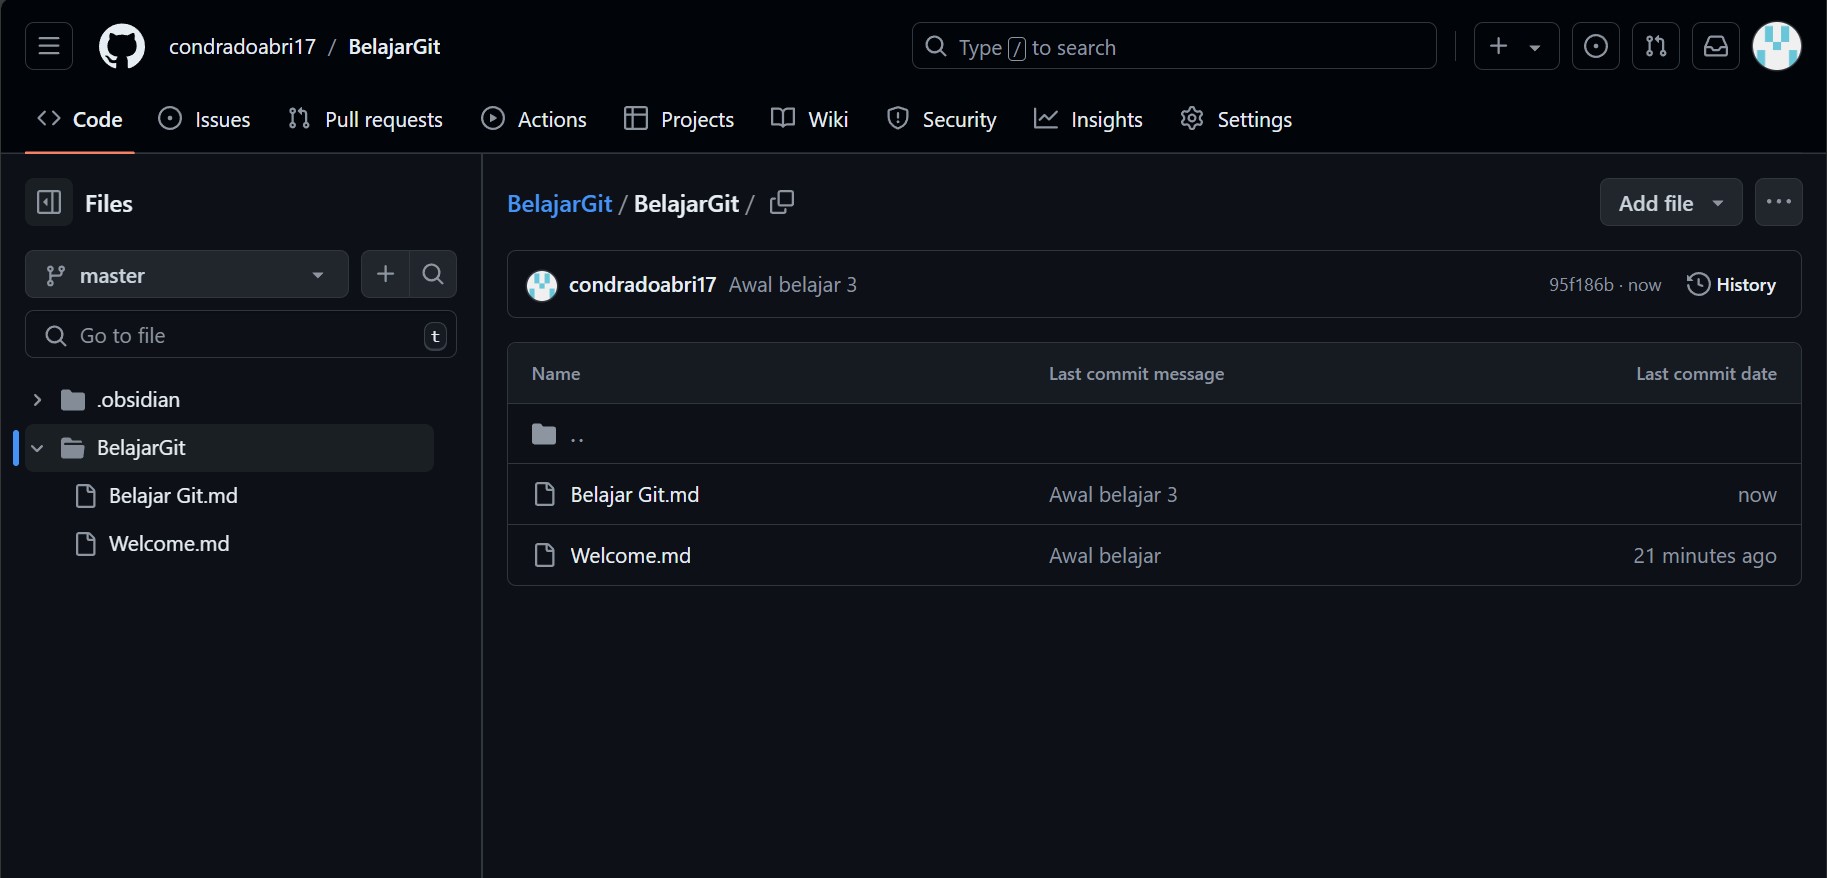 condradoabri17 / BelajarGit
Type / to search
Code Issues Pull requests Actions Projects Wiki Security Insights Settings
Files
master
Go to file t
.obsidian
BelajarGit
Belajar Git.md
Welcome.md
BelajarGit / BelajarGit /
Add file
condradoabri17 Awal belajar 3 95f186b · now History
Name Last commit message Last commit date
..
Belajar Git.md Awal belajar 3 now
Welcome.md Awal belajar 21 minutes ago